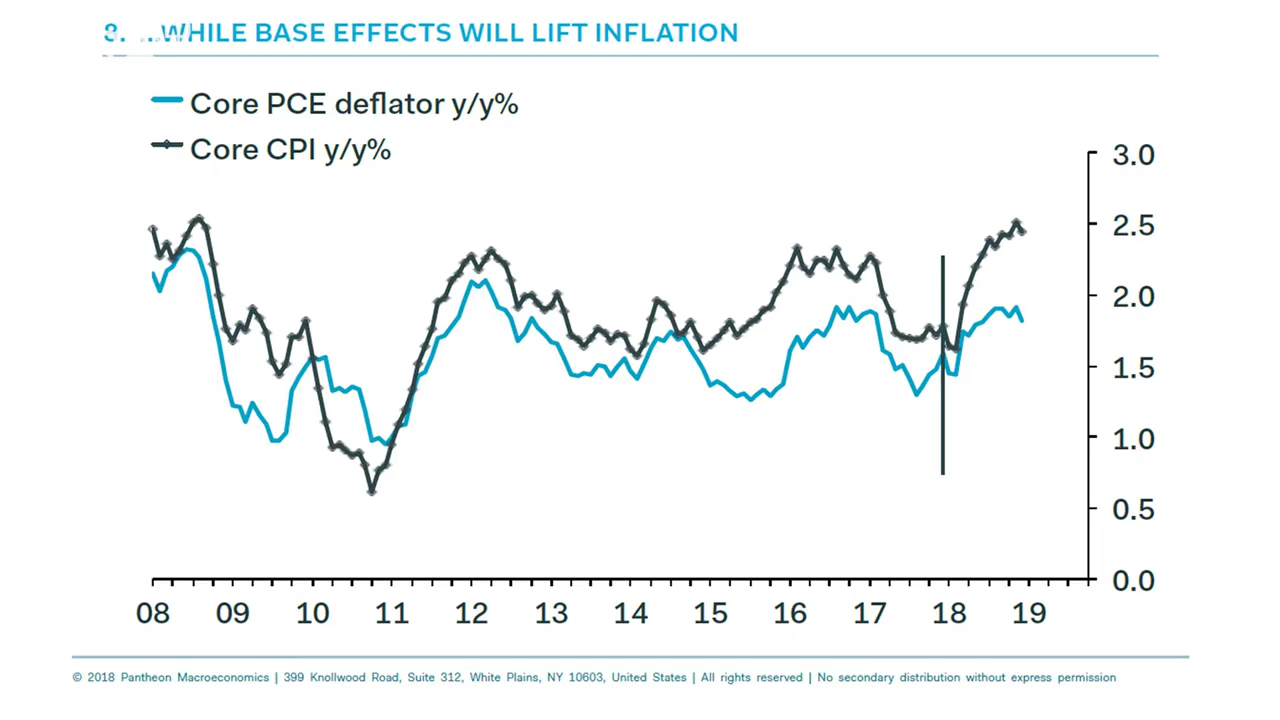 8. ...WHILE BASE EFFECTS WILL LIFT INFLATION
Core PCE deflator y/y%
Core CPI y/y%
3.0
2.5
2.0
1.5
1.0
0.5
0.0
08 09 10 11 12 13 14 15 16 17 18 19
© 2018 Pantheon Macroeconomics | 399 Knollwood Road, Suite 312, White Plains, NY 10603, United States | All rights reserved | No secondary distribution without express permission